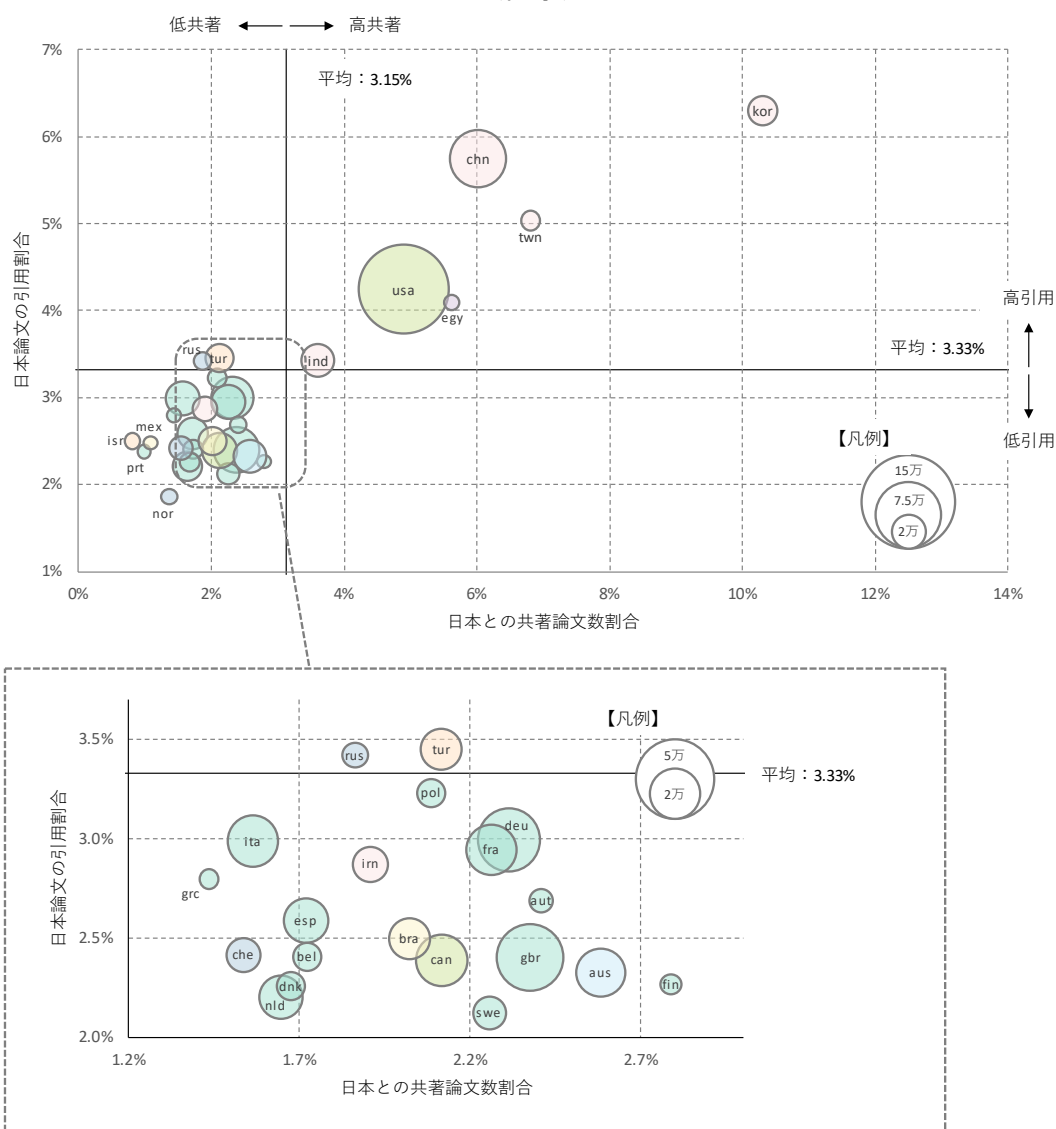 低共著 ← → 高共著
7%
平均：3.15%
kor
6%
chn
5%
twn
日本論文の引用割合
usa
4%
egy
高引用
rus
tur
ind
平均：3.33%
3%
mex
isr
prt
低引用
【凡例】
15万
7.5万
2万
2%
nor
1%
0%
2%
4%
6%
8%
10%
12%
14%
日本との共著論文数割合
【凡例】
5万
2万
3.5%
rus
tur
平均：3.33%
pol
日本論文の引用割合
3.0%
Ita
deu
fra
irn
grc
aut
esp
2.5%
bra
che
bel
can
gbr
aus
fin
dnk
nld
swe
2.0%
1.2%
1.7%
2.2%
2.7%
日本との共著論文数割合